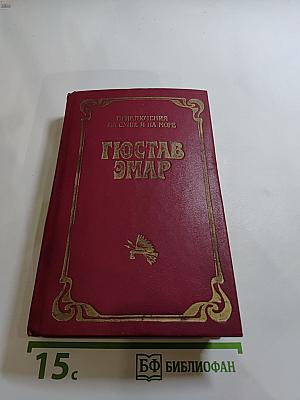 ПРИКЛЮЧЕНИЯ
НА СУШЕ И НА МОРЕ
ГЮСТАВ
ЭМАР
15с
БФ БИБЛИОФАН